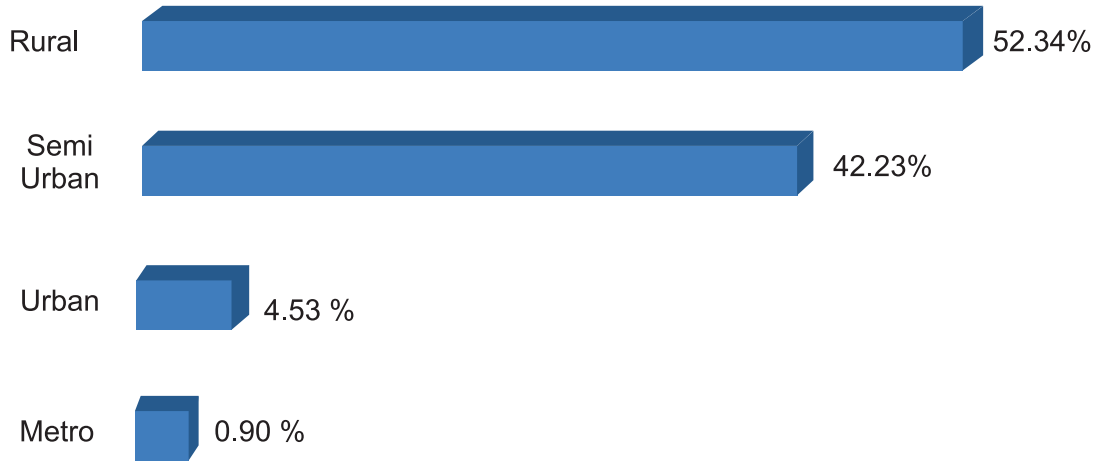 Rural
52.34%
Semi
Urban
42.23%
Urban
4.53 %
Metro
0.90 %